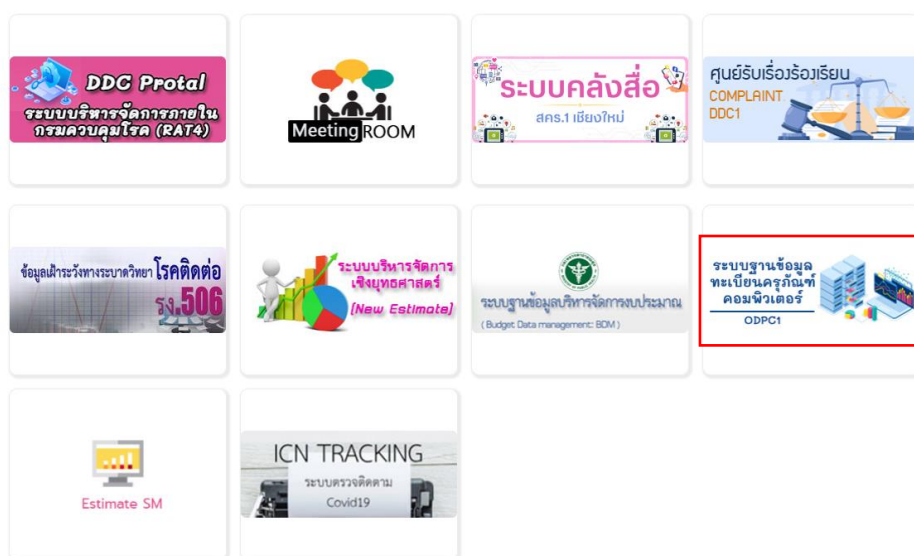 DDC Protal
ระบบบริหารจัดการภายใน
กรมควบคุมโรค (RAT4)
Meeting ROOM
ระบบคลังสื่อ
สคร.1 เชียงใหม่
ศูนย์รับเรื่องร้องเรียน
COMPLAINT
DDC1
ข้อมูลเฝ้าระวังทางระบาดวิทยา โรคติดต่อ
รง.506
ระบบบริหารจัดการ
เชิงยุทธศาสตร์
(New Estimate)
ระบบฐานข้อมูลบริหารจัดการงบประมาณ
( Budget Data management: BDM )
ระบบฐานข้อมูล
ทะเบียนครุภัณฑ์
คอมพิวเตอร์
ODPC1
Estimate SM
ICN TRACKING
ระบบตรวจติดตาม
Covid19